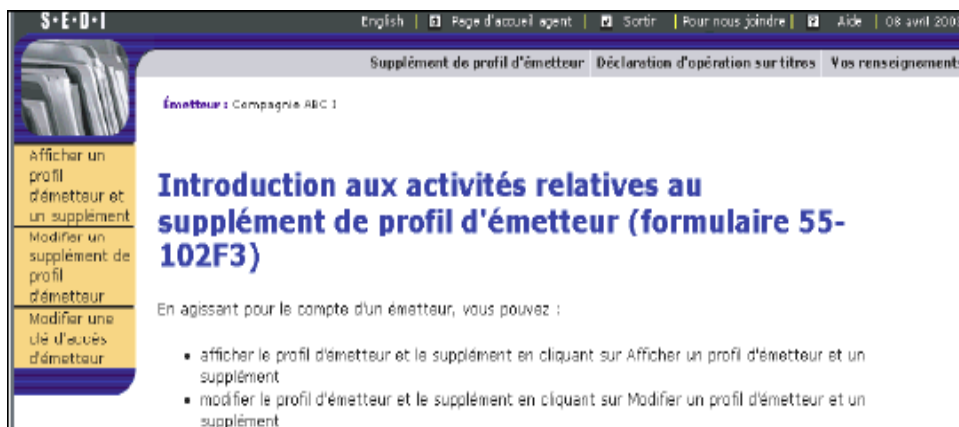 S•E•D•I
English | Page d'accueil agent | Sortir | Pour nous joindre | Aide | 08 avril
Supplément de profil d'émetteur Déclaration d'opération sur titres Vos renseignements
Émetteur : Compagnie ABC I
Afficher un
profil
d'émetteur et
un supplément
Modifier un
supplément de
profil
d'émetteur
Modifier une
clé d'accès
d'émetteur
Introduction aux activités relatives au
supplément de profil d'émetteur (formulaire 55-
102F3)
En agissant pour le compte d'un émetteur, vous pouvez :
• afficher le profil d'émetteur et le supplément en cliquant sur Afficher un profil d'émetteur et un
supplément
• modifier le profil d'émetteur et le supplément en cliquant sur Modifier un profil d'émetteur et un
supplément